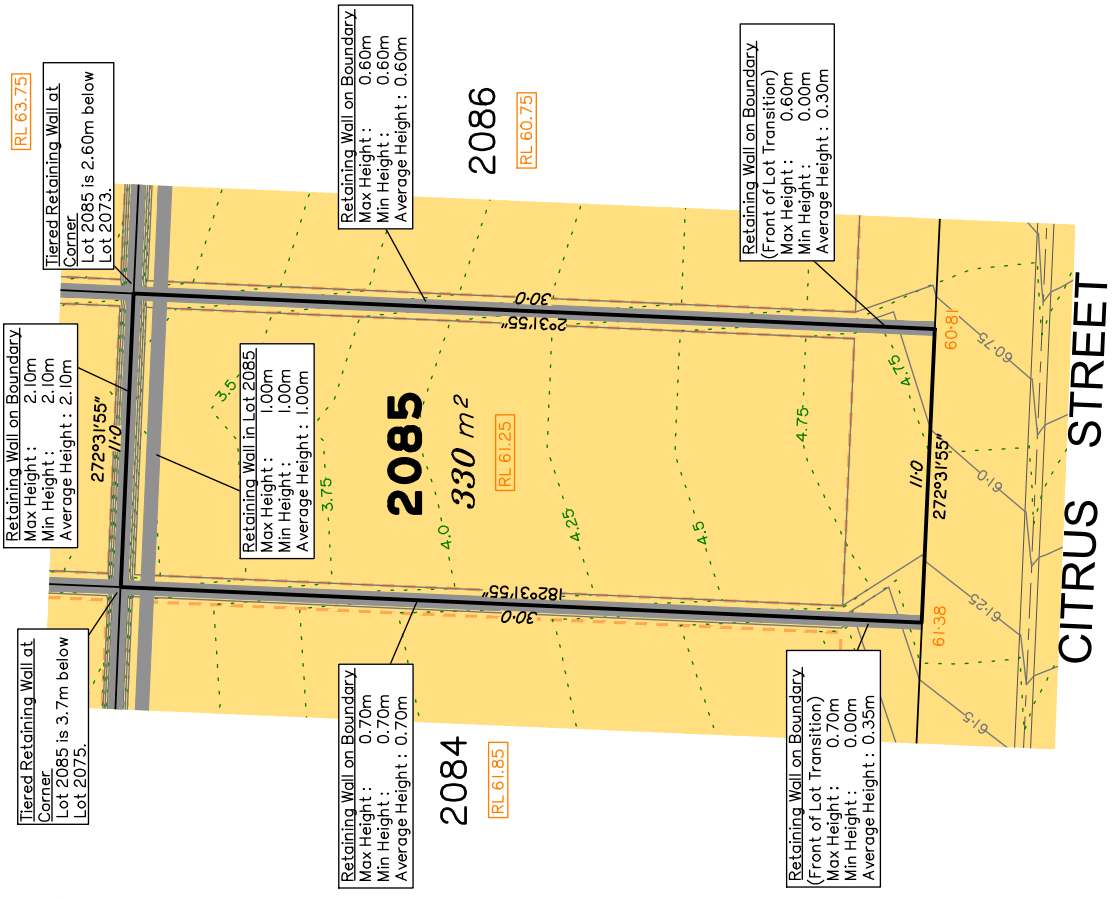 RL 63.75
Tiered Retaining Wall at
Corner
Lot 2085 is 2.60m below
Lot 2073.
Retaining Wall on Boundary
Max Height : 0.60m
Min Height : 0.60m
Average Height : 0.60m
2086
RL 60.75
Retaining Wall on Boundary
(Front of Lot Transition)
Max Height : 0.60m
Min Height : 0.00m
Average Height : 0.30m
Retaining Wall on Boundary
Max Height : 2.10m
Min Height : 2.10m
Average Height : 2.10m
272°31'55"
11·0
Retaining Wall in Lot 2085
Max Height : 1.00m
Min Height : 1.00m
Average Height : 1.00m
30·0
2°31'55"
2085
330 m²
RL 61.25
3.5
3.75
4.0
4.25
4.5
4.75
4.75
182°31'55"
30·0
11·0
272°31'55"
60·81
61·38
60·75
61·0
61·25
61·5
CITRUS STREET
Tiered Retaining Wall at
Corner
Lot 2085 is 3.7m below
Lot 2075.
Retaining Wall on Boundary
Max Height : 0.70m
Min Height : 0.70m
Average Height : 0.70m
2084
RL 61.85
Retaining Wall on Boundary
(Front of Lot Transition)
Max Height : 0.70m
Min Height : 0.00m
Average Height : 0.35m